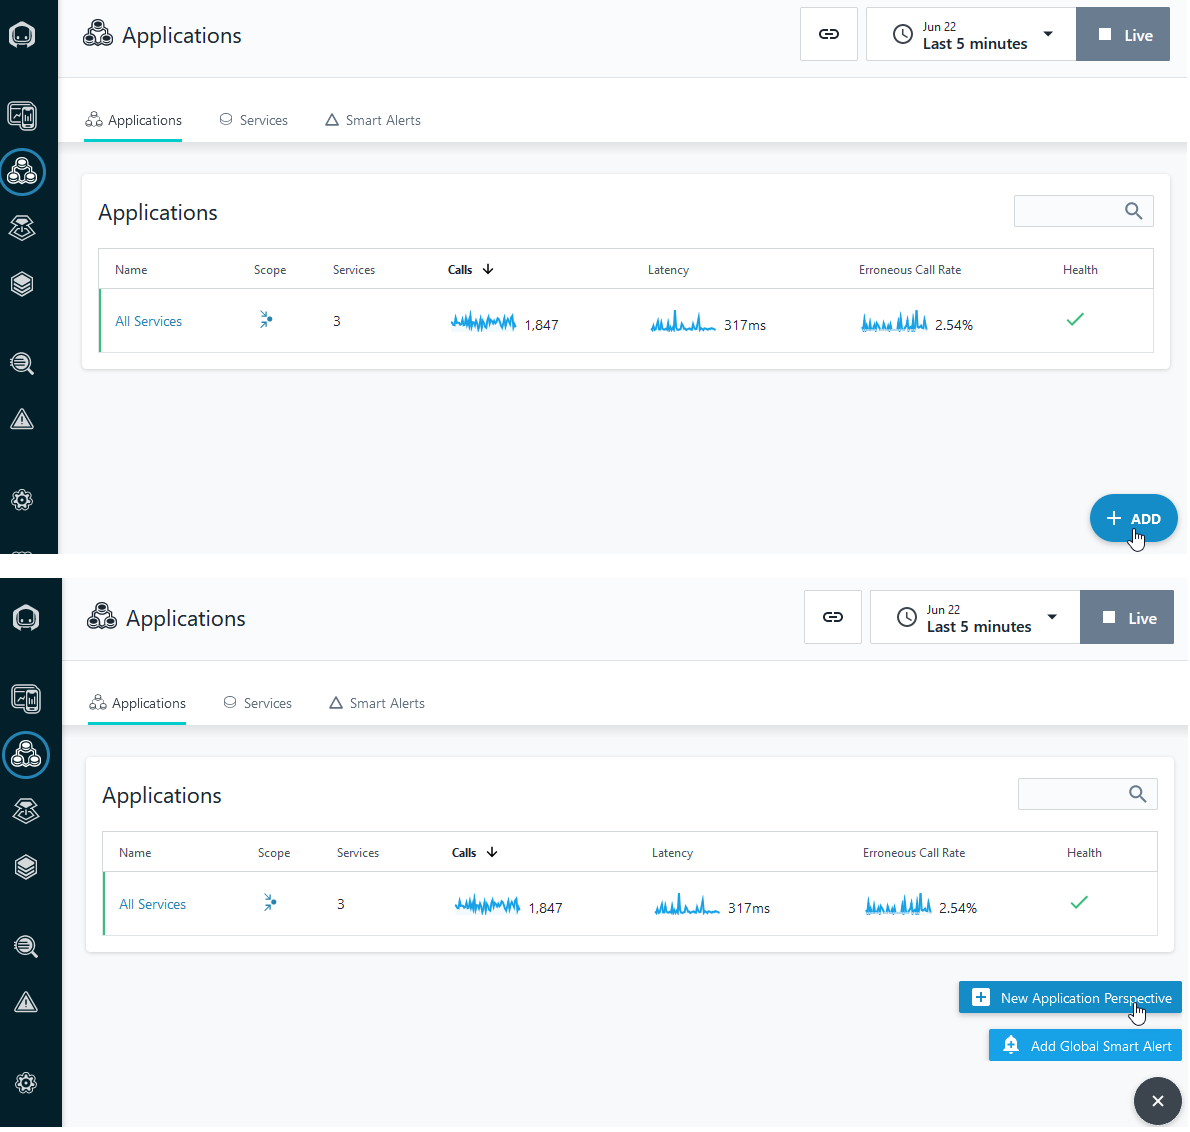 Applications
Jun 22
Last 5 minutes
Live
Applications
Services
Smart Alerts
Applications
Name Scope Services Calls Latency Erroneous Call Rate Health
All Services 3 1,847 317ms 2.54%
ADD
Applications
Jun 22
Last 5 minutes
Live
Applications
Services
Smart Alerts
Applications
Name Scope Services Calls Latency Erroneous Call Rate Health
All Services 3 1,847 317ms 2.54%
New Application Perspective
Add Global Smart Alert